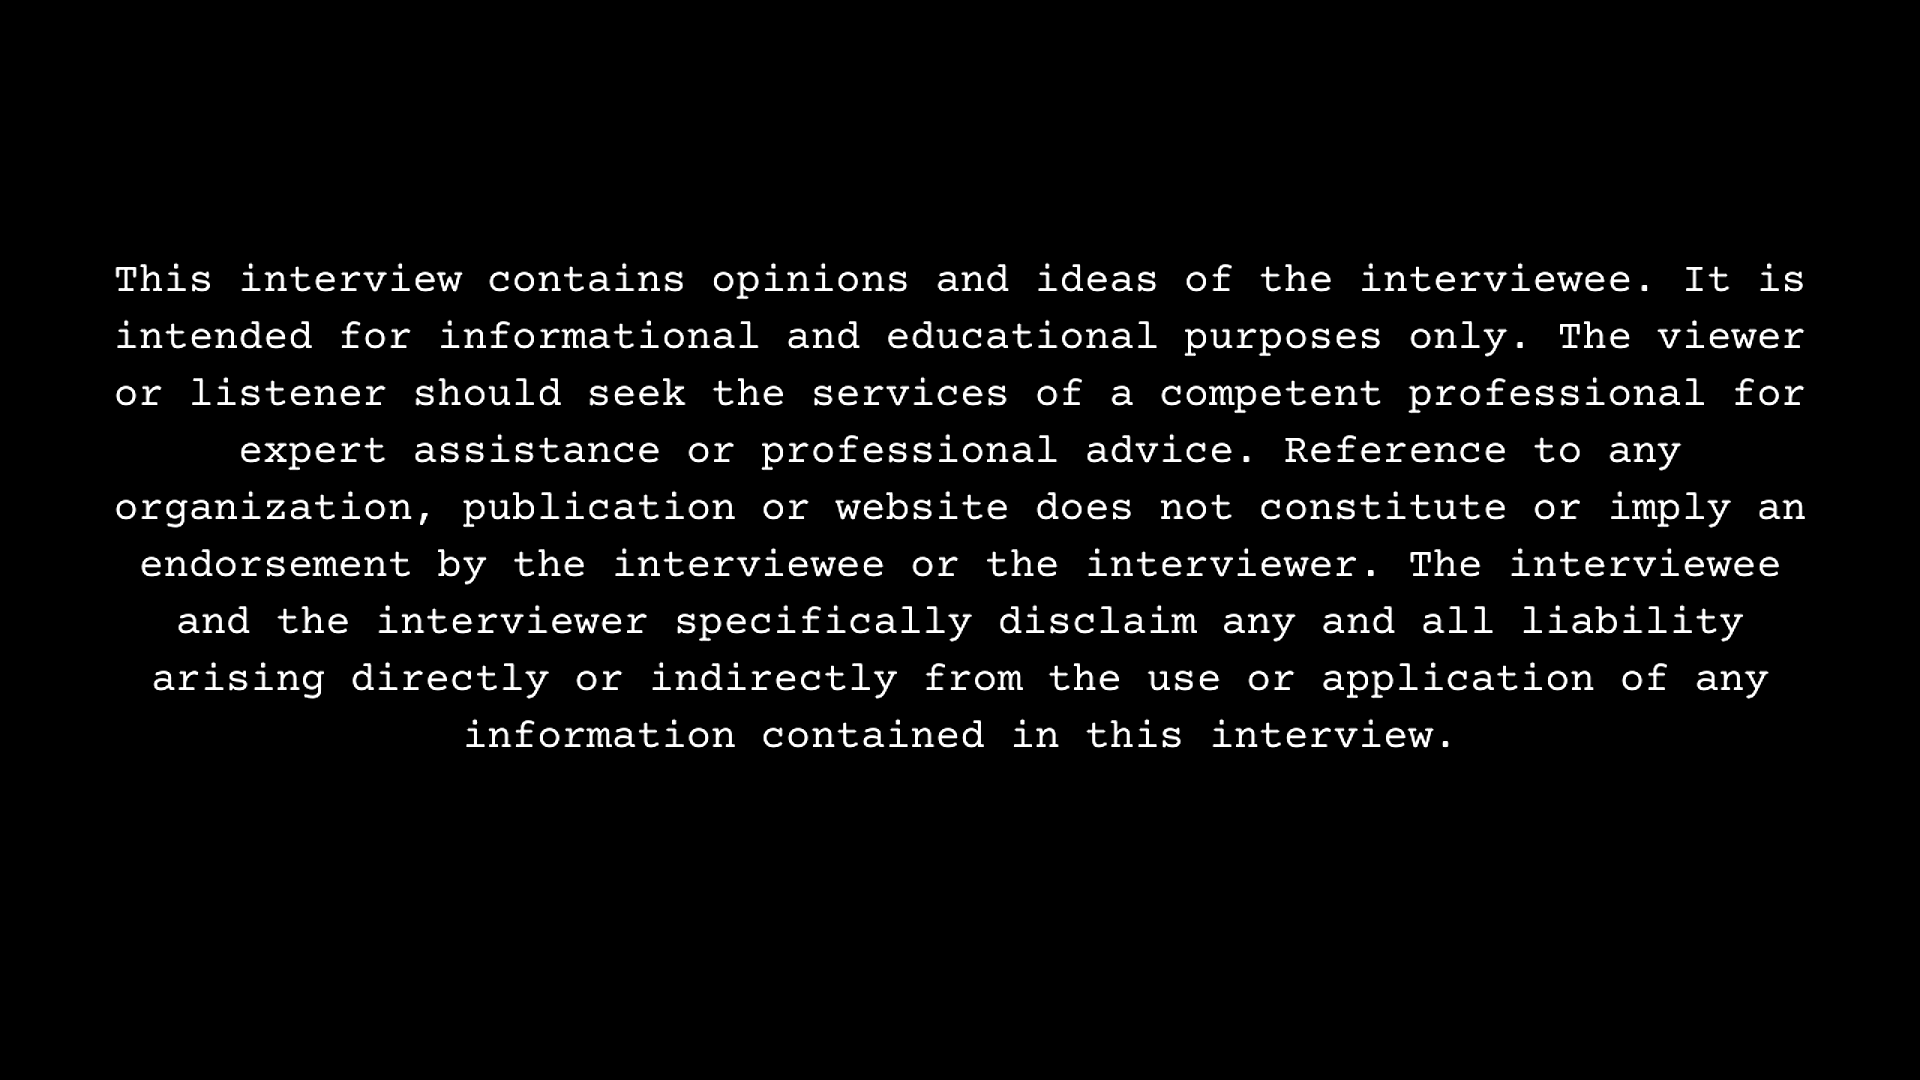 This interview contains opinions and ideas of the interviewee. It is
intended for informational and educational purposes only. The viewer
or listener should seek the services of a competent professional for
expert assistance or professional advice. Reference to any
organization, publication or website does not constitute or imply an
endorsement by the interviewee or the interviewer. The interviewee
and the interviewer specifically disclaim any and all liability
arising directly or indirectly from the use or application of any
information contained in this interview.